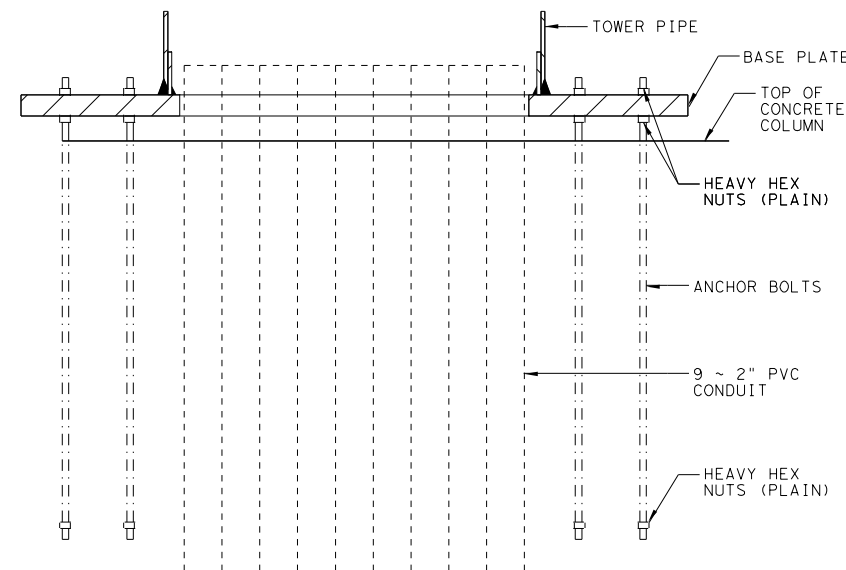 TOWER PIPE
BASE PLATE
TOP OF
CONCRETE
COLUMN
HEAVY HEX
NUTS (PLAIN)
ANCHOR BOLTS
9 ~ 2" PVC
CONDUIT
HEAVY HEX
NUTS (PLAIN)